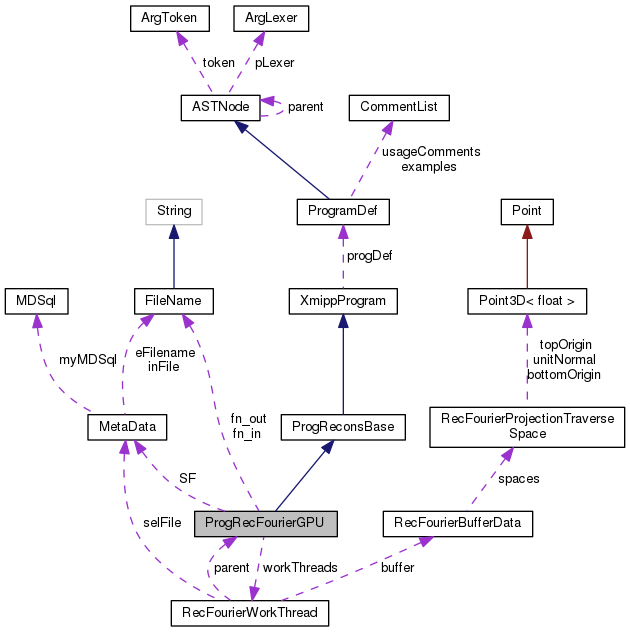 ArgToken
ArgLexer
token
pLexer
ASTNode
parent
CommentList
usageComments
examples
String
ProgramDef
Point
progDef
MDSql
FileName
XmippProgram
Point3D< float >
myMDSql
eFilename
inFile
topOrigin
unitNormal
bottomOrigin
fn_out
fn_in
MetaData
ProgReconsBase
RecFourierProjectionTraverse
Space
SF
spaces
selFile
ProgRecFourierGPU
RecFourierBufferData
parent
workThreads
buffer
RecFourierWorkThread